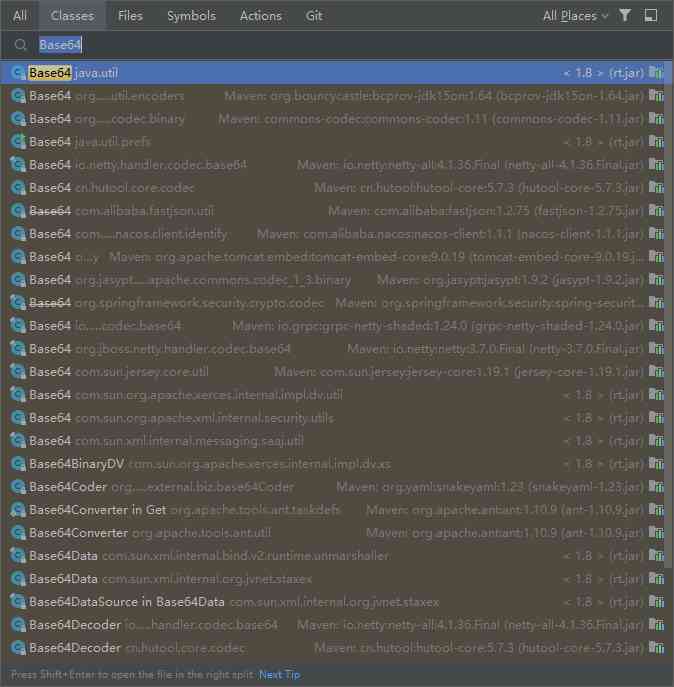 All Classes Files Symbols Actions Git All Places
Base64
Base64 java.util < 1.8 > (rt.jar)
Base64 org.....util.encoders Maven: org.bouncycastle:bcprov-jdk15on:1.64 (bcprov-jdk15on-1.64.jar)
Base64 org....codec.binary Maven: commons-codec:commons-codec:1.11 (commons-codec-1.11.jar)
Base64 java.util.prefs < 1.8 > (rt.jar)
Base64 io.netty.handler.codec.base64 Maven: io.netty:netty-all:4.1.36.Final (netty-all-4.1.36.Final.jar)
Base64 cn.hutool.core.codec Maven: cn.hutool:hutool-core:5.7.3 (hutool-core-5.7.3.jar)
Base64 com.alibaba.fastjson.util Maven: com.alibaba:fastjson:1.2.75 (fastjson-1.2.75.jar)
Base64 com.....nacos.client.identify Maven: com.alibaba.nacos:nacos-client:1.1.1 (nacos-client-1.1.1.jar)
Base64 o...y Maven: org.apache.tomcat.embed:tomcat-embed-core:9.0.19 (tomcat-embed-core-9.0.19.j...
Base64 org.jasypt....apache.commons.codec_1_3.binary Maven: org.jasypt:jasypt:1.9.2 (jasypt-1.9.2.jar)
Base64 org.springframework.security.crypto.codec Maven: org.springframework.security:spring-securit...
Base64 io.....codec.base64 Maven: io.grpc:grpc-netty-shaded:1.24.0 (grpc-netty-shaded-1.24.0.jar)
Base64 org.jboss.netty.handler.codec.base64 Maven: io.netty:netty:3.7.0.Final (netty-3.7.0.Final.jar)
Base64 com.sun.jersey.core.util Maven: com.sun.jersey:jersey-core:1.19.1 (jersey-core-1.19.1.jar)
Base64 com.sun.org.apache.xerces.internal.impl.dv.util < 1.8 > (rt.jar)
Base64 com.sun.org.apache.xml.internal.security.utils < 1.8 > (rt.jar)
Base64 com.sun.xml.internal.messaging.saaj.util < 1.8 > (rt.jar)
Base64BinaryDV com.sun.org.apache.xerces.internal.impl.dv.xs < 1.8 > (rt.jar)
Base64Coder org....external.biz.base64Coder Maven: org.yaml:snakeyaml:1.23 (snakeyaml-1.23.jar)
Base64Converter in Get org.apache.tools.ant.taskdefs Maven: org.apache.ant:ant:1.10.9 (ant-1.10.9.jar)
Base64Converter org.apache.tools.ant.util Maven: org.apache.ant:ant:1.10.9 (ant-1.10.9.jar)
Base64Data com.sun.xml.internal.bind.v2.runtime.unmarshaller < 1.8 > (rt.jar)
Base64Data com.sun.xml.internal.org.jvnet.staxex < 1.8 > (rt.jar)
Base64DataSource in Base64Data com.sun.xml.internal.org.jvnet.staxex < 1.8 > (rt.jar)
Base64Decoder io.....handler.codec.base64 Maven: io.netty:netty-all:4.1.36.Final (netty-all-4.1.36.Final.jar)
Base64Decoder cn.hutool.core.codec Maven: cn.hutool:hutool-core:5.7.3 (hutool-core-5.7.3.jar)
Press Shift+Enter to open the file in the right split Next Tip